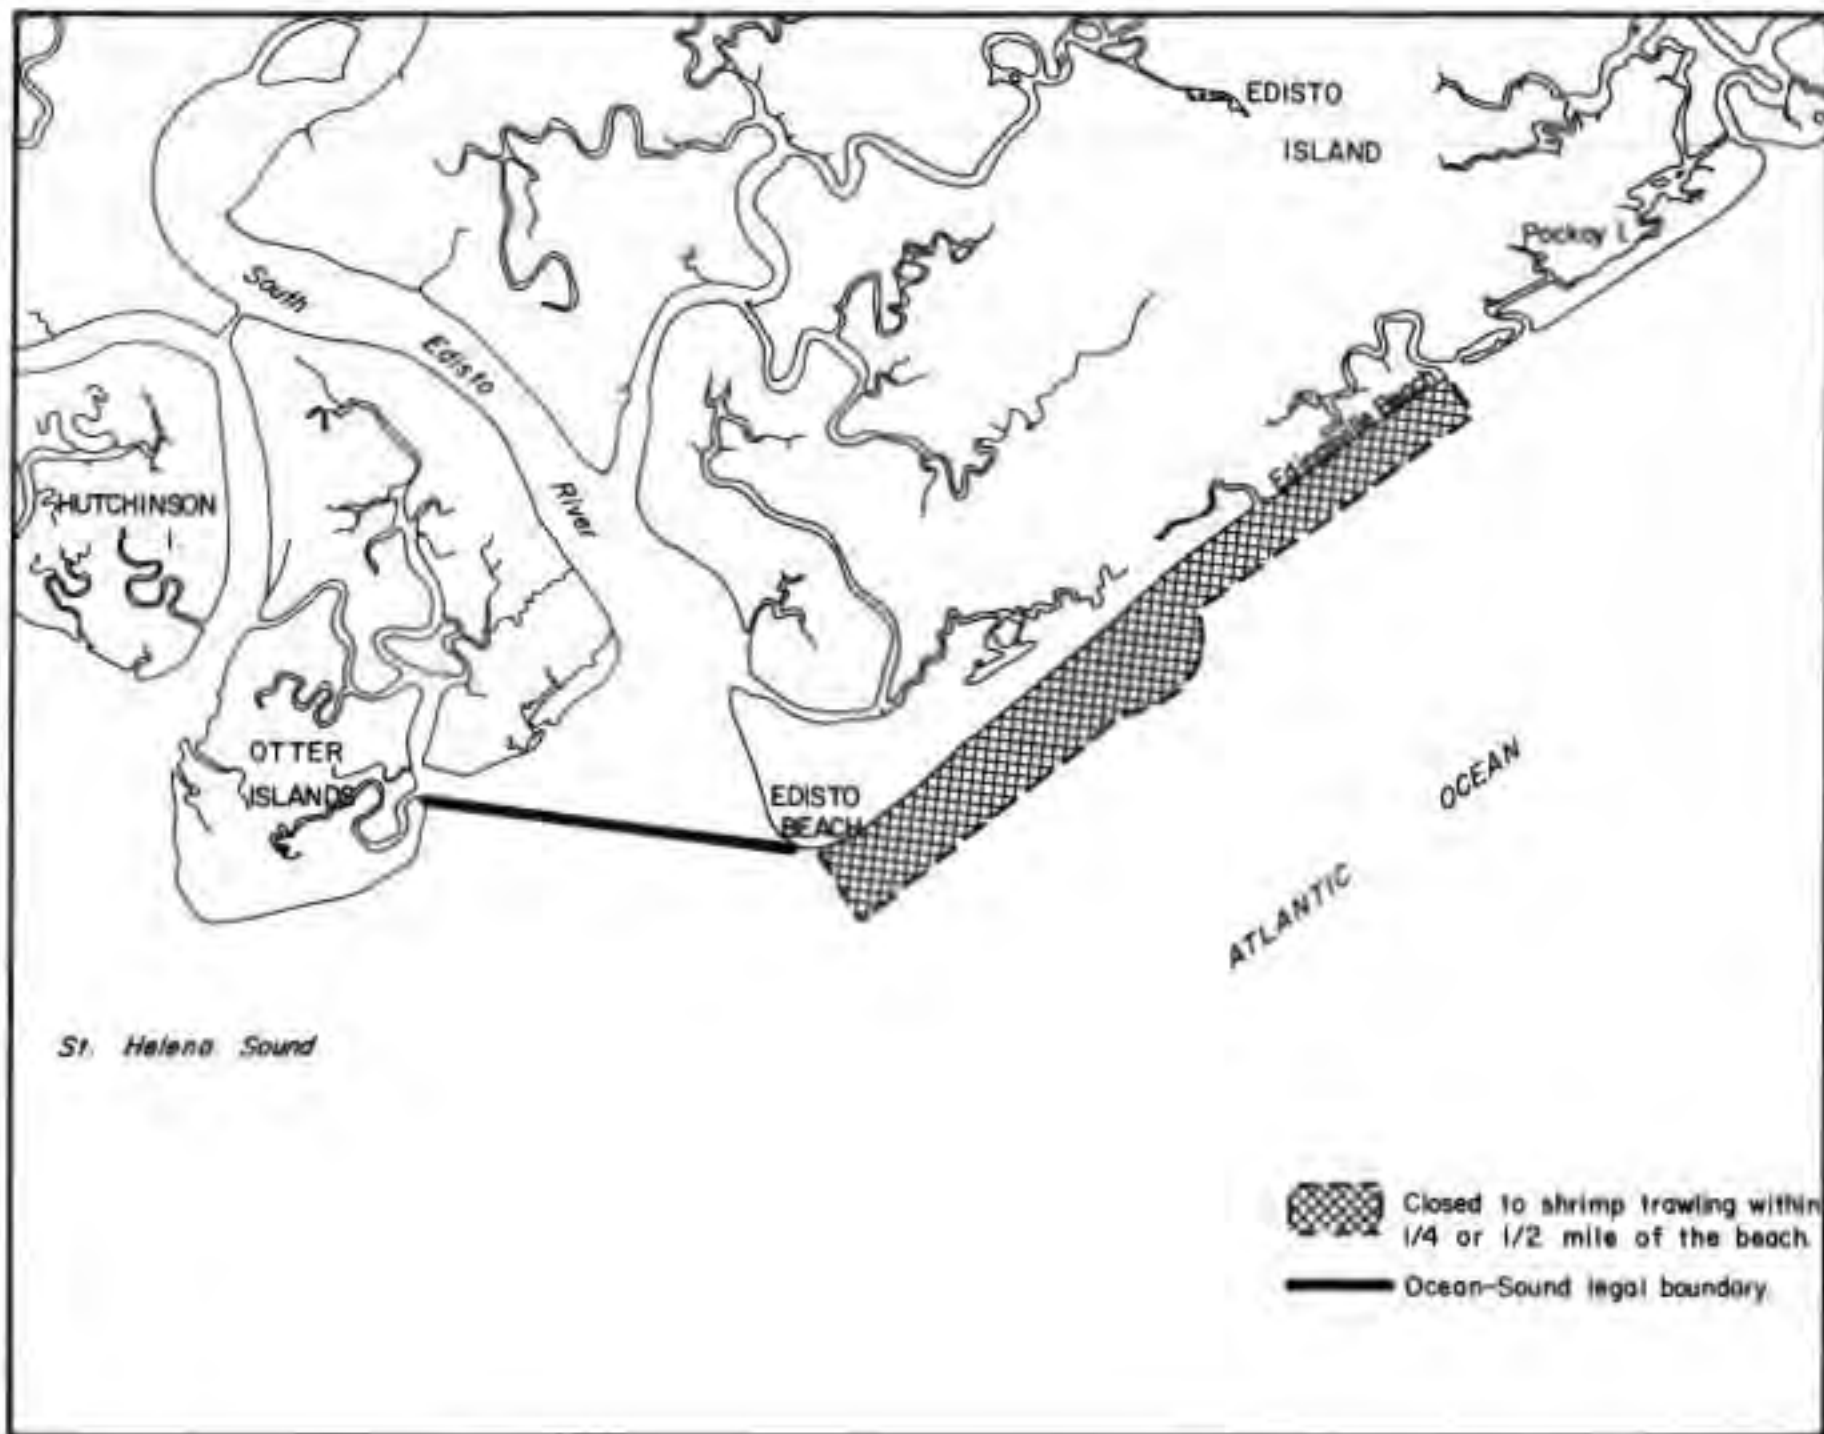 EDISTO
ISLAND
Pockoy I.
South
Edisto
River
HUTCHINSON
I.
OTTER
ISLANDS
EDISTO
BEACH
OCEAN
ATLANTIC
St. Helena Sound
Closed to shrimp trawling within
1/4 or 1/2 mile of the beach.
Ocean-Sound legal boundary.